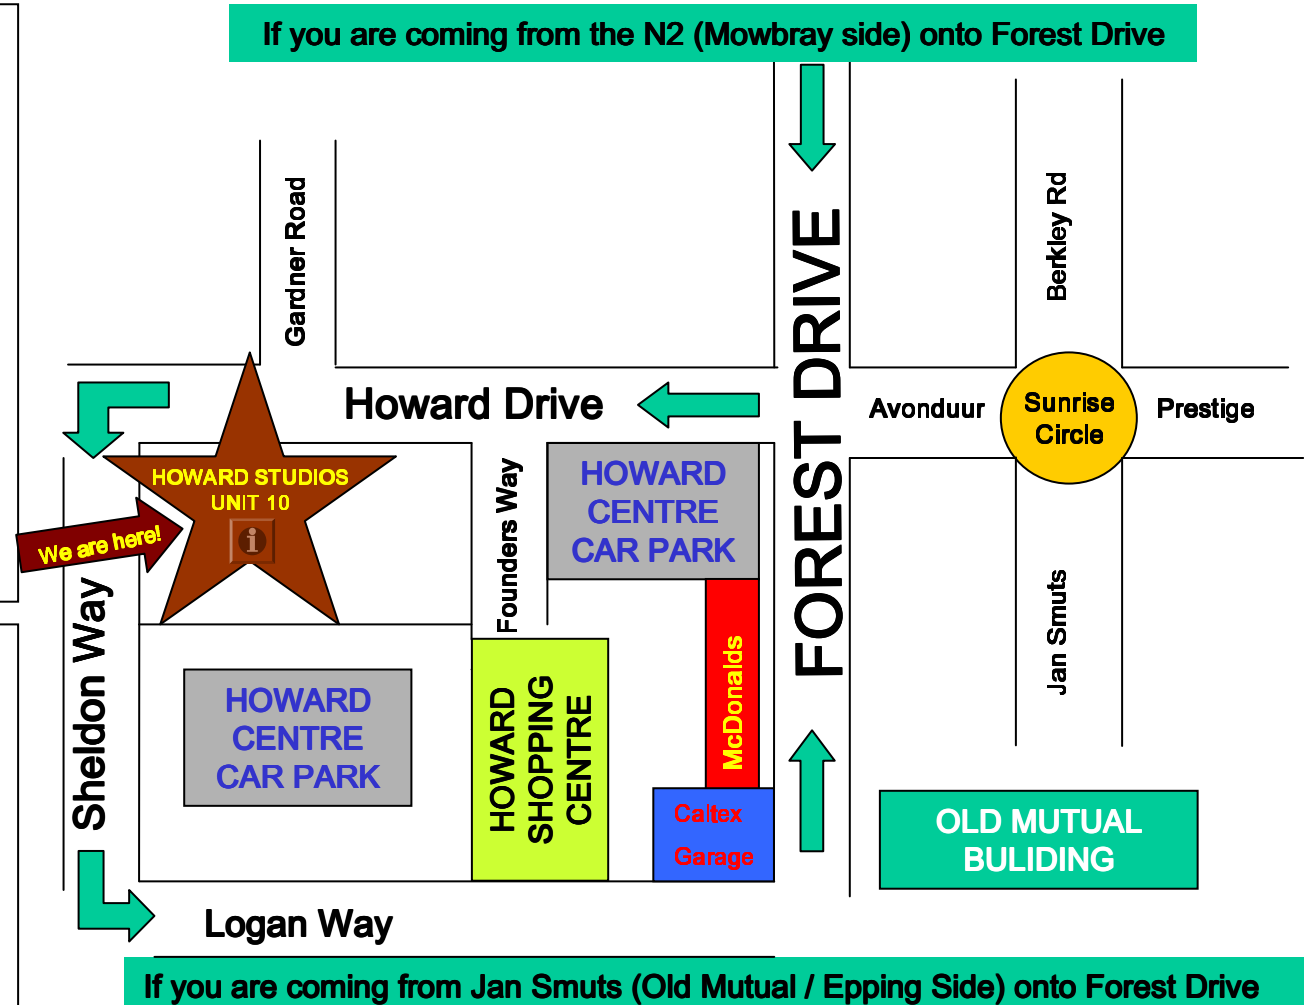 If you are coming from the N2 (Mowbray side) onto Forest Drive
Gardner Road
Berkley Rd
FOREST DRIVE
Howard Drive
Avonduur
Sunrise
Circle
Prestige
HOWARD STUDIOS
UNIT 10
i
We are here!
Founders Way
HOWARD
CENTRE
CAR PARK
Jan Smuts
Sheldon Way
HOWARD
CENTRE
CAR PARK
HOWARD
SHOPPING
CENTRE
McDonalds
Caltex
Garage
OLD MUTUAL
BULIDING
Logan Way
If you are coming from Jan Smuts (Old Mutual / Epping Side) onto Forest Drive